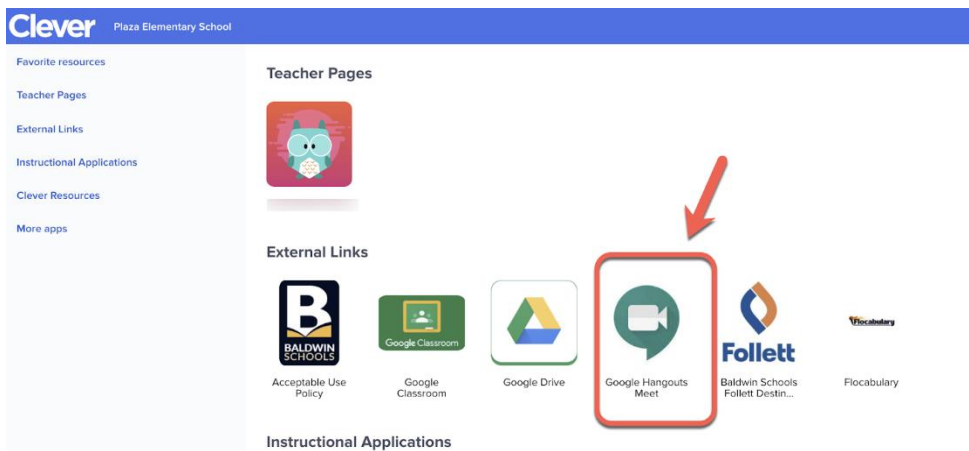 Clever Plaza Elementary School
Favorite resources
Teacher Pages
External Links
Instructional Applications
Clever Resources
More apps
Teacher Pages
External Links
B
BALDWIN
SCHOOLS
Google Classroom
Follett
Flocabulary
Acceptable Use
Policy
Google
Classroom
Google Drive
Google Hangouts
Meet
Baldwin Schools
Follett Destin...
Flocabulary
Instructional Applications